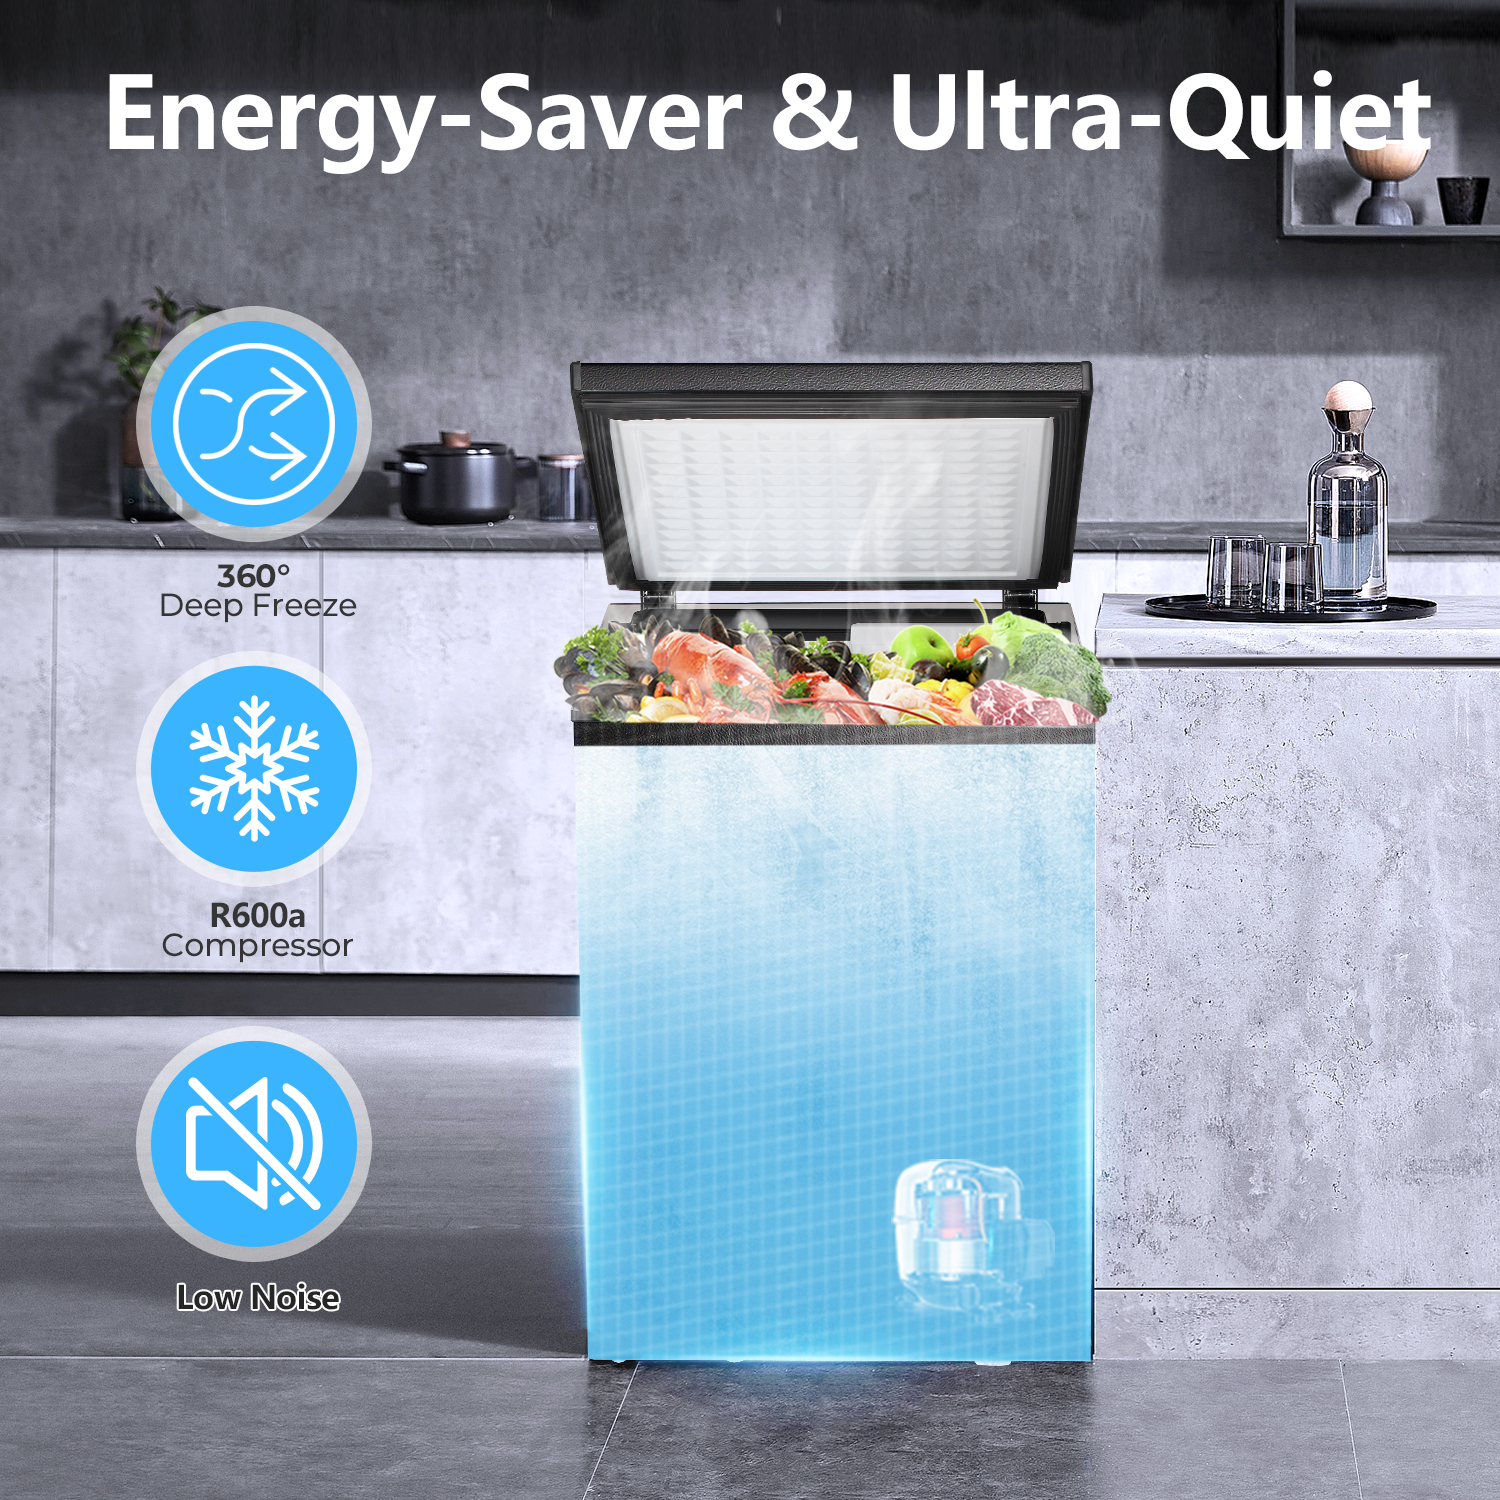 Energy-Saver & Ultra-Quiet
360°
Deep Freeze
R600a
Compressor
Low Noise